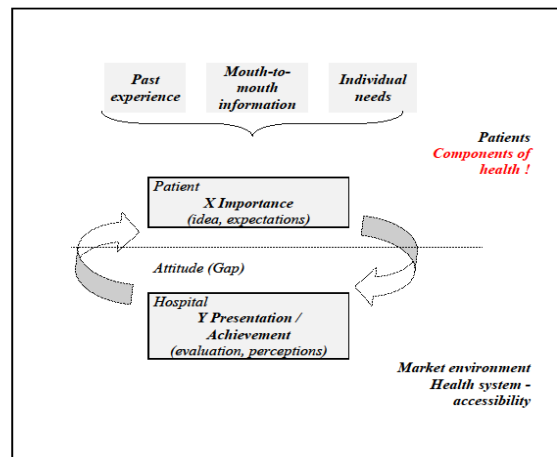 Past
experience
Mouth-to-
mouth
information
Individual
needs
Patients
Components of
health !
Patient
X Importance
(idea, expectations)
Attitude (Gap)
Hospital
Y Presentation /
Achievement
(evaluation, perceptions)
Market environment
Health system -
accessibility